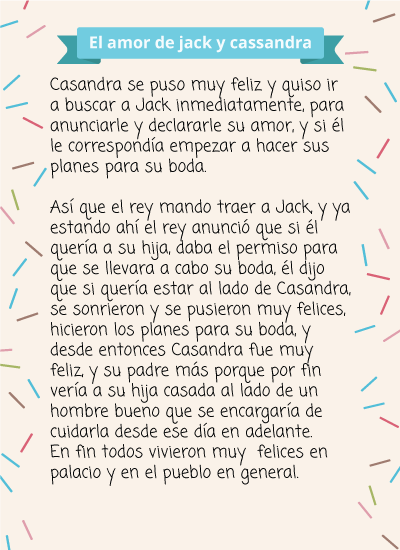 El amor de jack y cassandra
Casandra se puso muy feliz y quiso ir
a buscar a Jack inmediatamente, para
anunciarle y declararle su amor, y si él
le correspondía empezar a hacer sus
planes para su boda.
Así que el rey mando traer a Jack, y ya
estando ahí el rey anunció que si él
quería a su hija, daba el permiso para
que se llevara a cabo su boda, él dijo
que si quería estar al lado de Casandra,
se sonrieron y se pusieron muy felices,
hicieron los planes para su boda, y
desde entonces Casandra fue muy
feliz, y su padre más porque por fin
vería a su hija casada al lado de un
hombre bueno que se encargaría de
cuidarla desde ese día en adelante.
En fin todos vivieron muy felices en
palacio y en el pueblo en general.